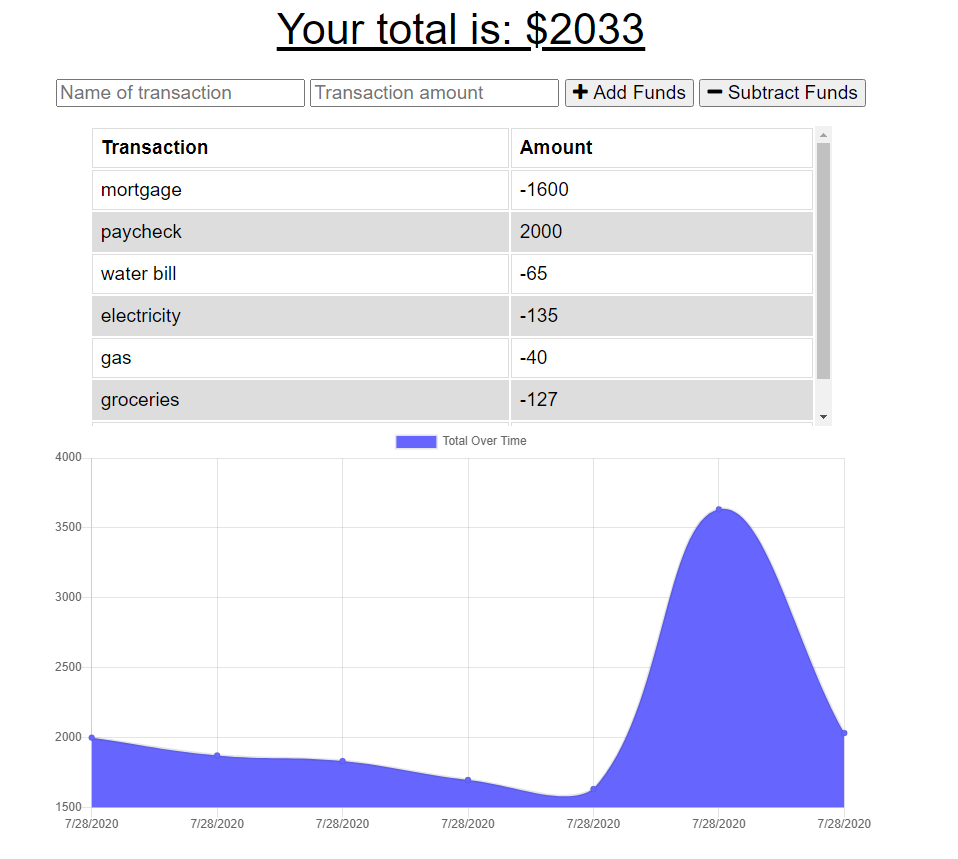 Your total is: $2033
Name of transaction Transaction amount + Add Funds − Subtract Funds
Transaction Amount
mortgage -1600
paycheck 2000
water bill -65
electricity -135
gas -40
groceries -127
Total Over Time
4000
3500
3000
2500
2000
1500
7/28/2020 7/28/2020 7/28/2020 7/28/2020 7/28/2020 7/28/2020 7/28/2020